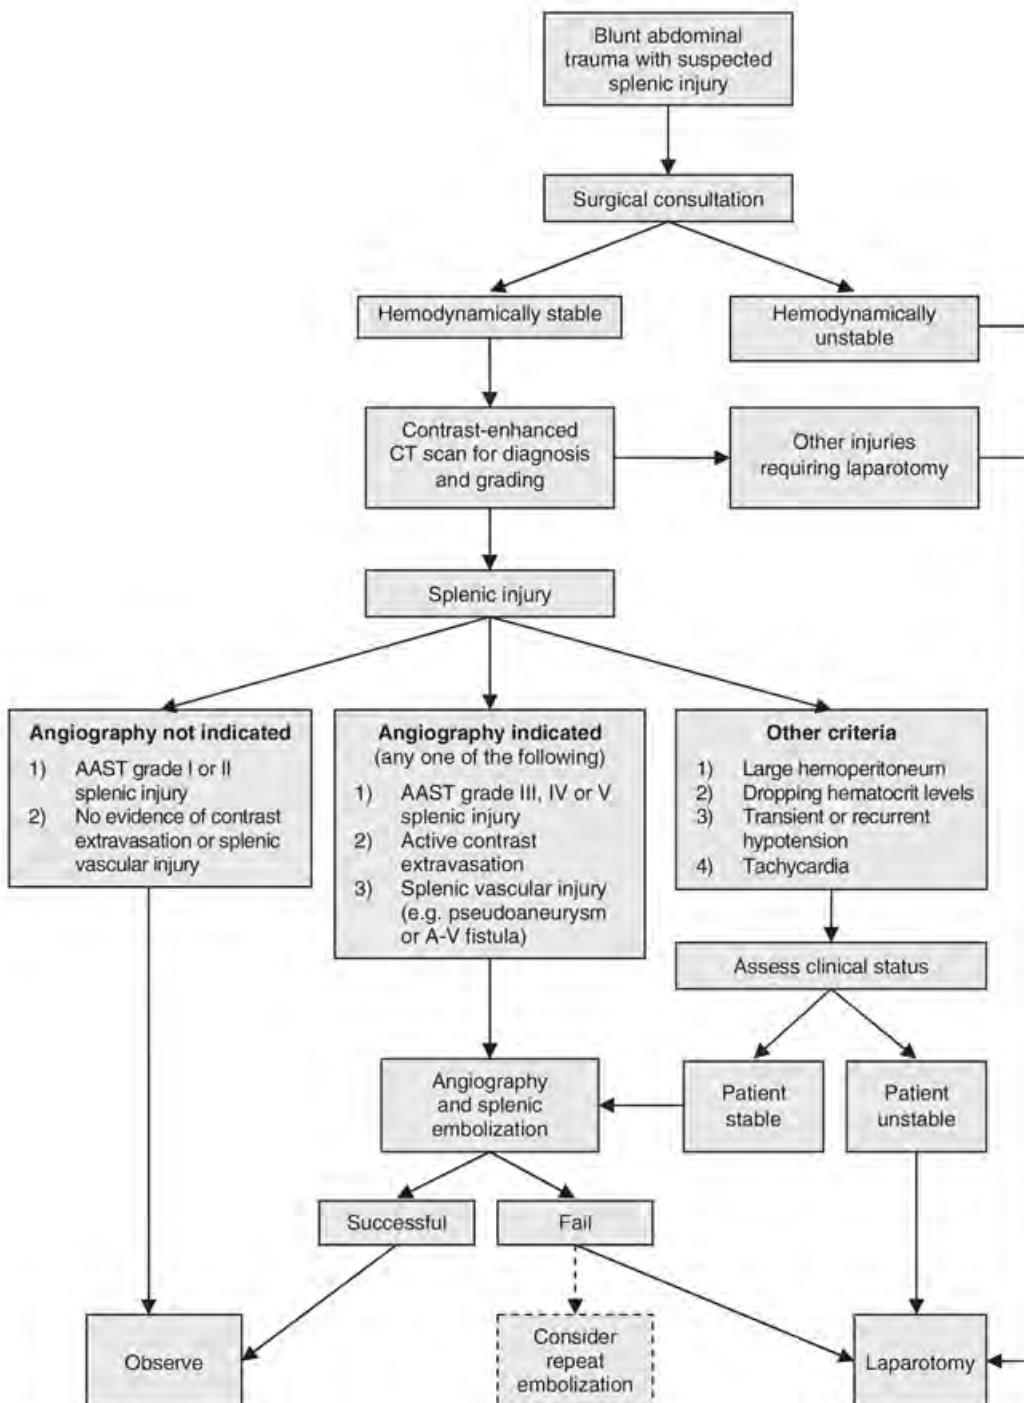 Blunt abdominal
trauma with suspected
splenic injury
Surgical consultation
Hemodynamically stable
Hemodynamically
unstable
Contrast-enhanced
CT scan for diagnosis
and grading
Other injuries
requiring laparotomy
Splenic injury
Angiography not indicated
1) AAST grade I or II
splenic injury
2) No evidence of contrast
extravasation or splenic
vascular injury
Angiography indicated
(any one of the following)
1) AAST grade III, IV or V
splenic injury
2) Active contrast
extravasation
3) Splenic vascular injury
(e.g. pseudoaneurysm
or A-V fistula)
Other criteria
1) Large hemoperitoneum
2) Dropping hematocrit levels
3) Transient or recurrent
hypotension
4) Tachycardia
Assess clinical status
Angiography
and splenic
embolization
Patient
stable
Patient
unstable
Successful
Fail
Observe
Consider
repeat
embolization
Laparotomy